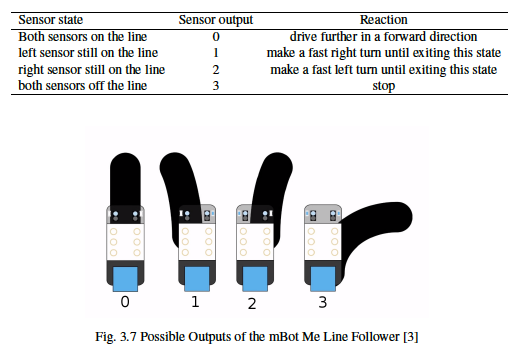 Sensor state Sensor output Reaction
Both sensors on the line 0 drive further in a forward direction
left sensor still on the line 1 make a fast right turn until exiting this state
right sensor still on the line 2 make a fast left turn until exiting this state
both sensors off the line 3 stop
0 1 2 3
Fig. 3.7 Possible Outputs of the mBot Me Line Follower [3]